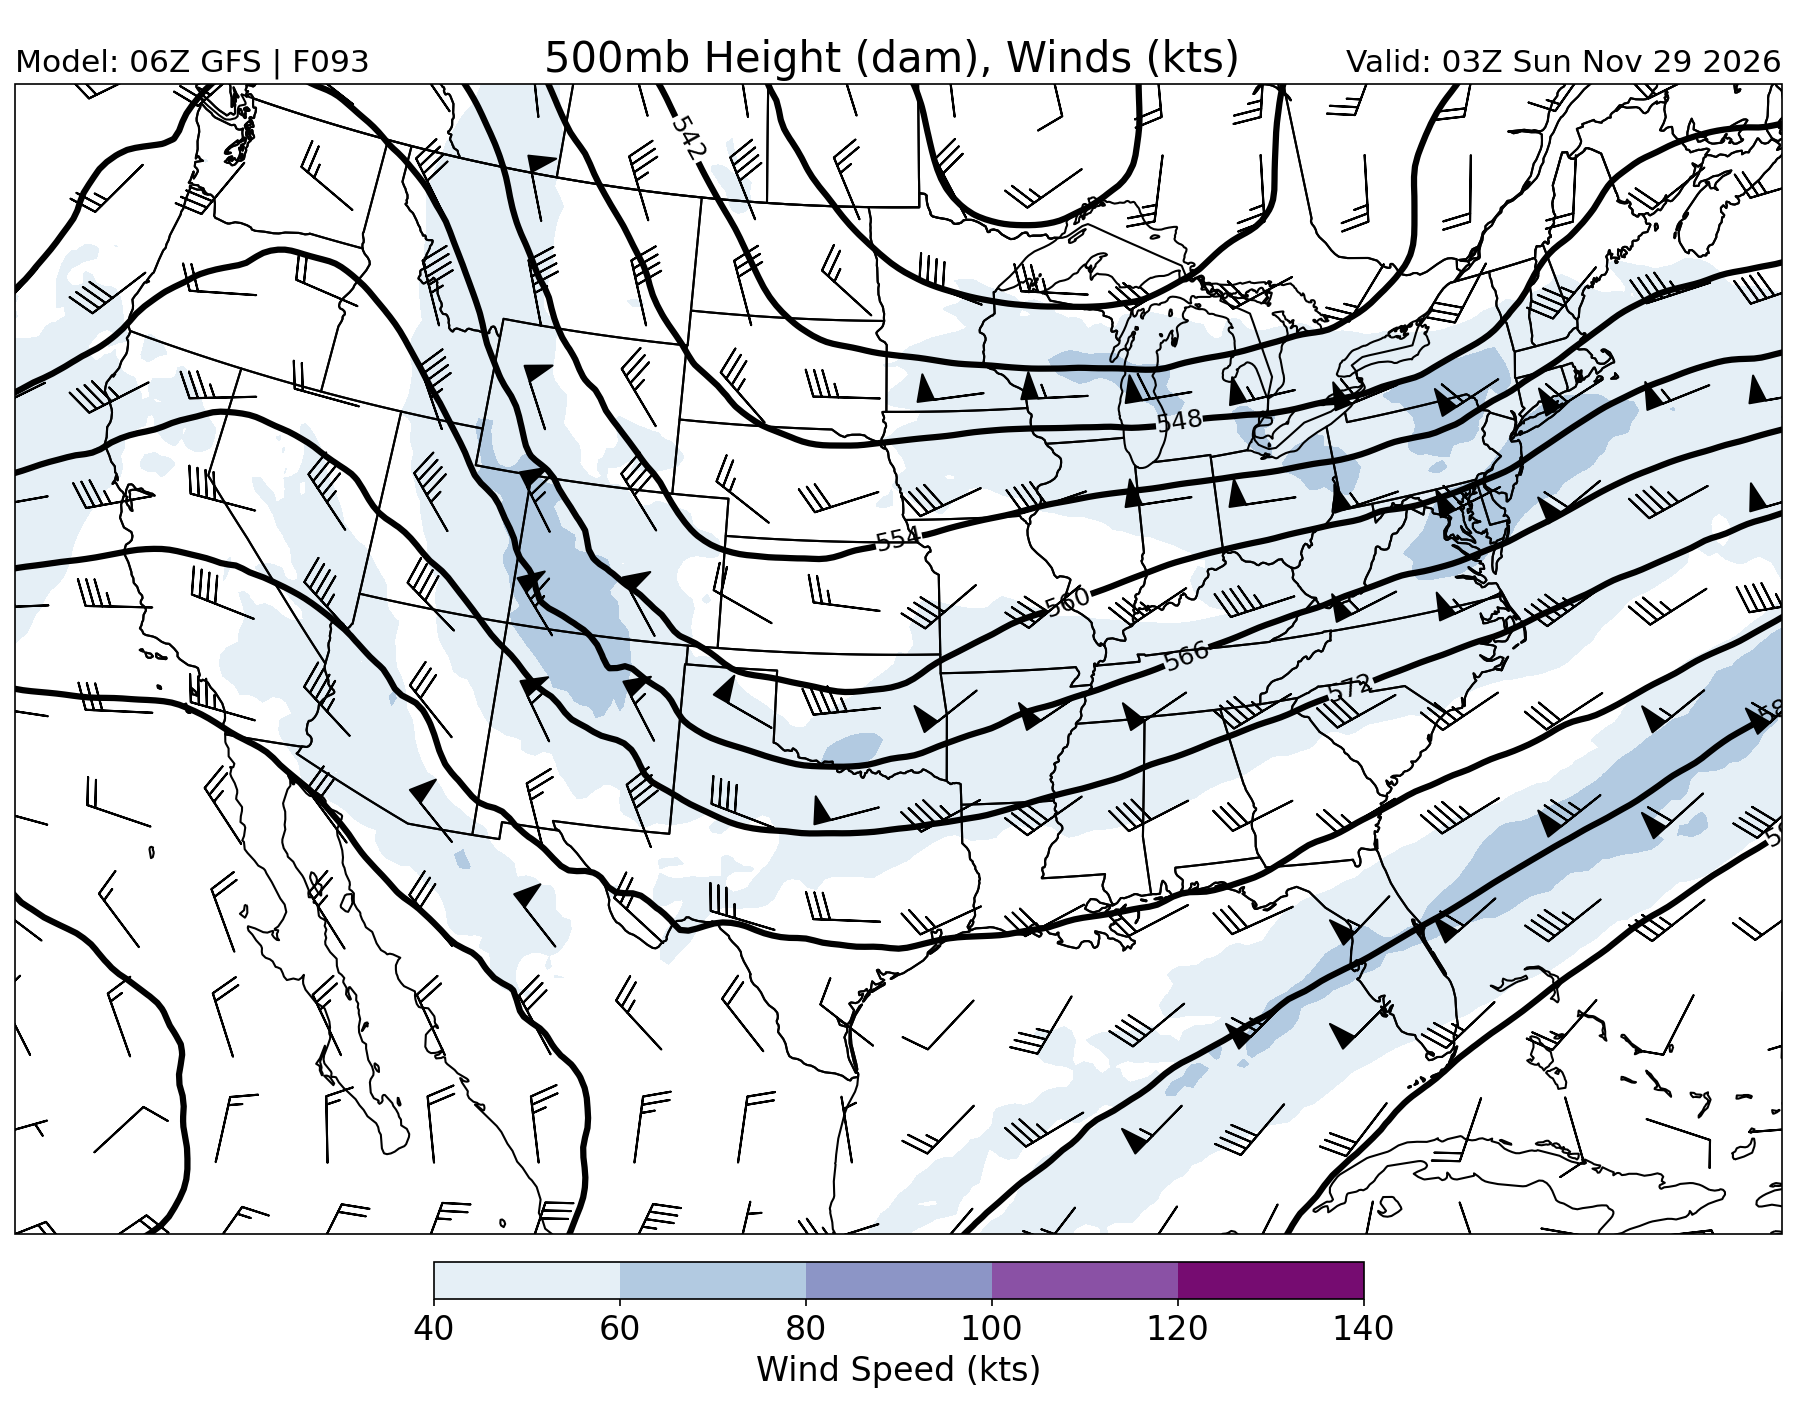 Model: 06Z GFS | F093
500mb Height (dam), Winds (kts)
Valid: 03Z Sun Nov 29 2026
542
548
554
560
566
572
40 60 80 100 120 140
Wind Speed (kts)